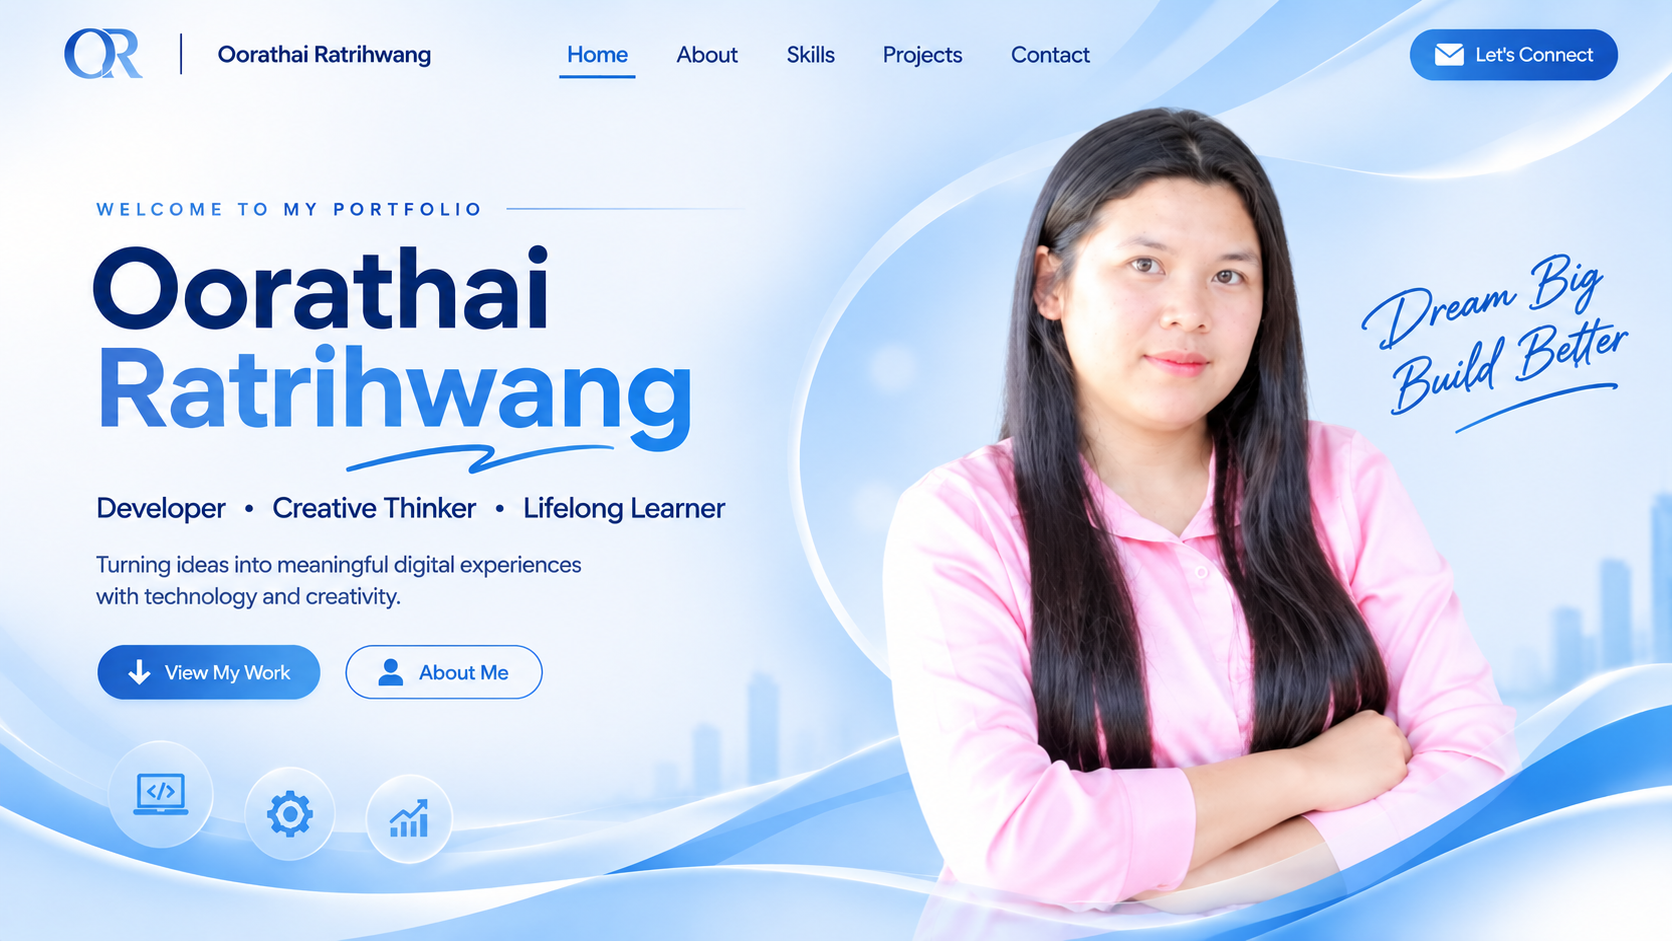 OR
Oorathai Ratrihwang
Home
About
Skills
Projects
Contact
Let's Connect
WELCOME TO MY PORTFOLIO
Oorathai
Ratrihwang
Dream Big
Build Better
Developer • Creative Thinker • Lifelong Learner
Turning ideas into meaningful digital experiences
with technology and creativity.
View My Work
About Me
</>